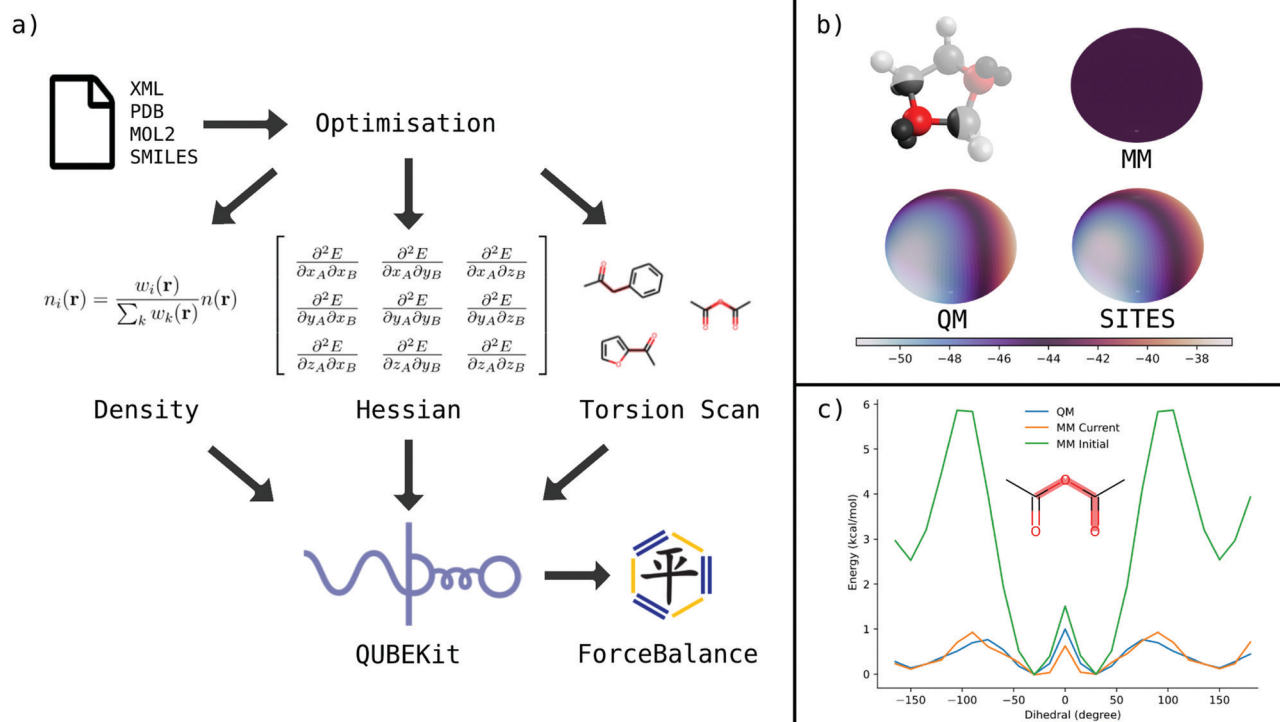 a)
XML
PDB
MOL2
SMILES
Optimisation
n_i(r) = w_i(r) / ∑_k w_k(r) n(r)
∂²E/∂x_A∂x_B ∂²E/∂x_A∂y_B ∂²E/∂x_A∂z_B
∂²E/∂y_A∂x_B ∂²E/∂y_A∂y_B ∂²E/∂y_A∂z_B
∂²E/∂z_A∂x_B ∂²E/∂z_A∂y_B ∂²E/∂z_A∂z_B
O
O
O O
O
O
Density
Hessian
Torsion Scan
QUBEKit
平
ForceBalance
b)
MM
QM
SITES
−50 −48 −46 −44 −42 −40 −38
c)
QM
MM Current
MM Initial
O
O O
Energy (kcal/mol)
6
5
4
3
2
1
0
−150 −100 −50 0 50 100 150
Dihedral (degree)